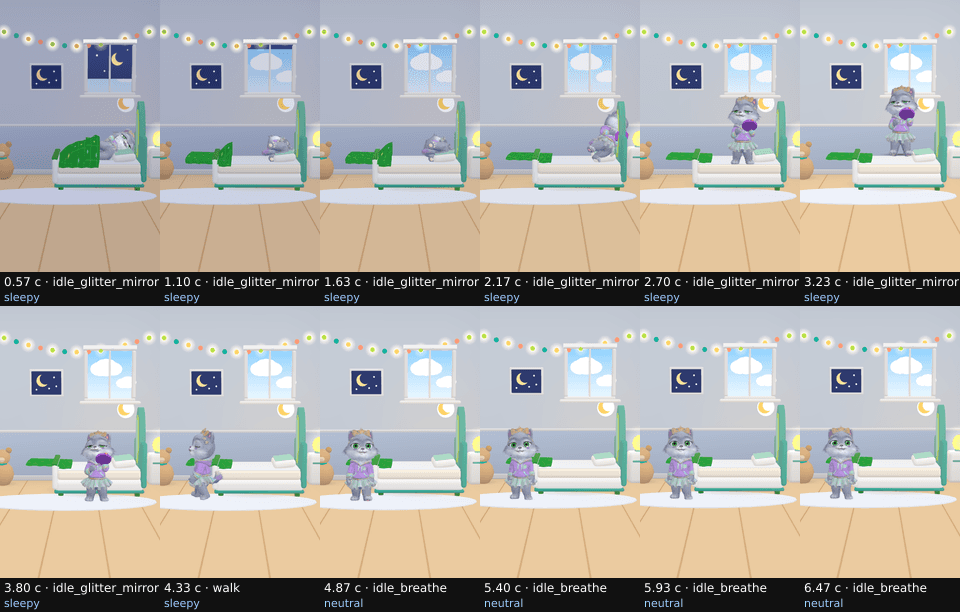 0.57 с · idle_glitter_mirror
sleepy
1.10 с · idle_glitter_mirror
sleepy
1.63 с · idle_glitter_mirror
sleepy
2.17 с · idle_glitter_mirror
sleepy
2.70 с · idle_glitter_mirror
sleepy
3.23 с · idle_glitter_mirror
sleepy
3.80 с · idle_glitter_mirror
sleepy
4.33 с · walk
sleepy
4.87 с · idle_breathe
neutral
5.40 с · idle_breathe
neutral
5.93 с · idle_breathe
neutral
6.47 с · idle_breathe
neutral